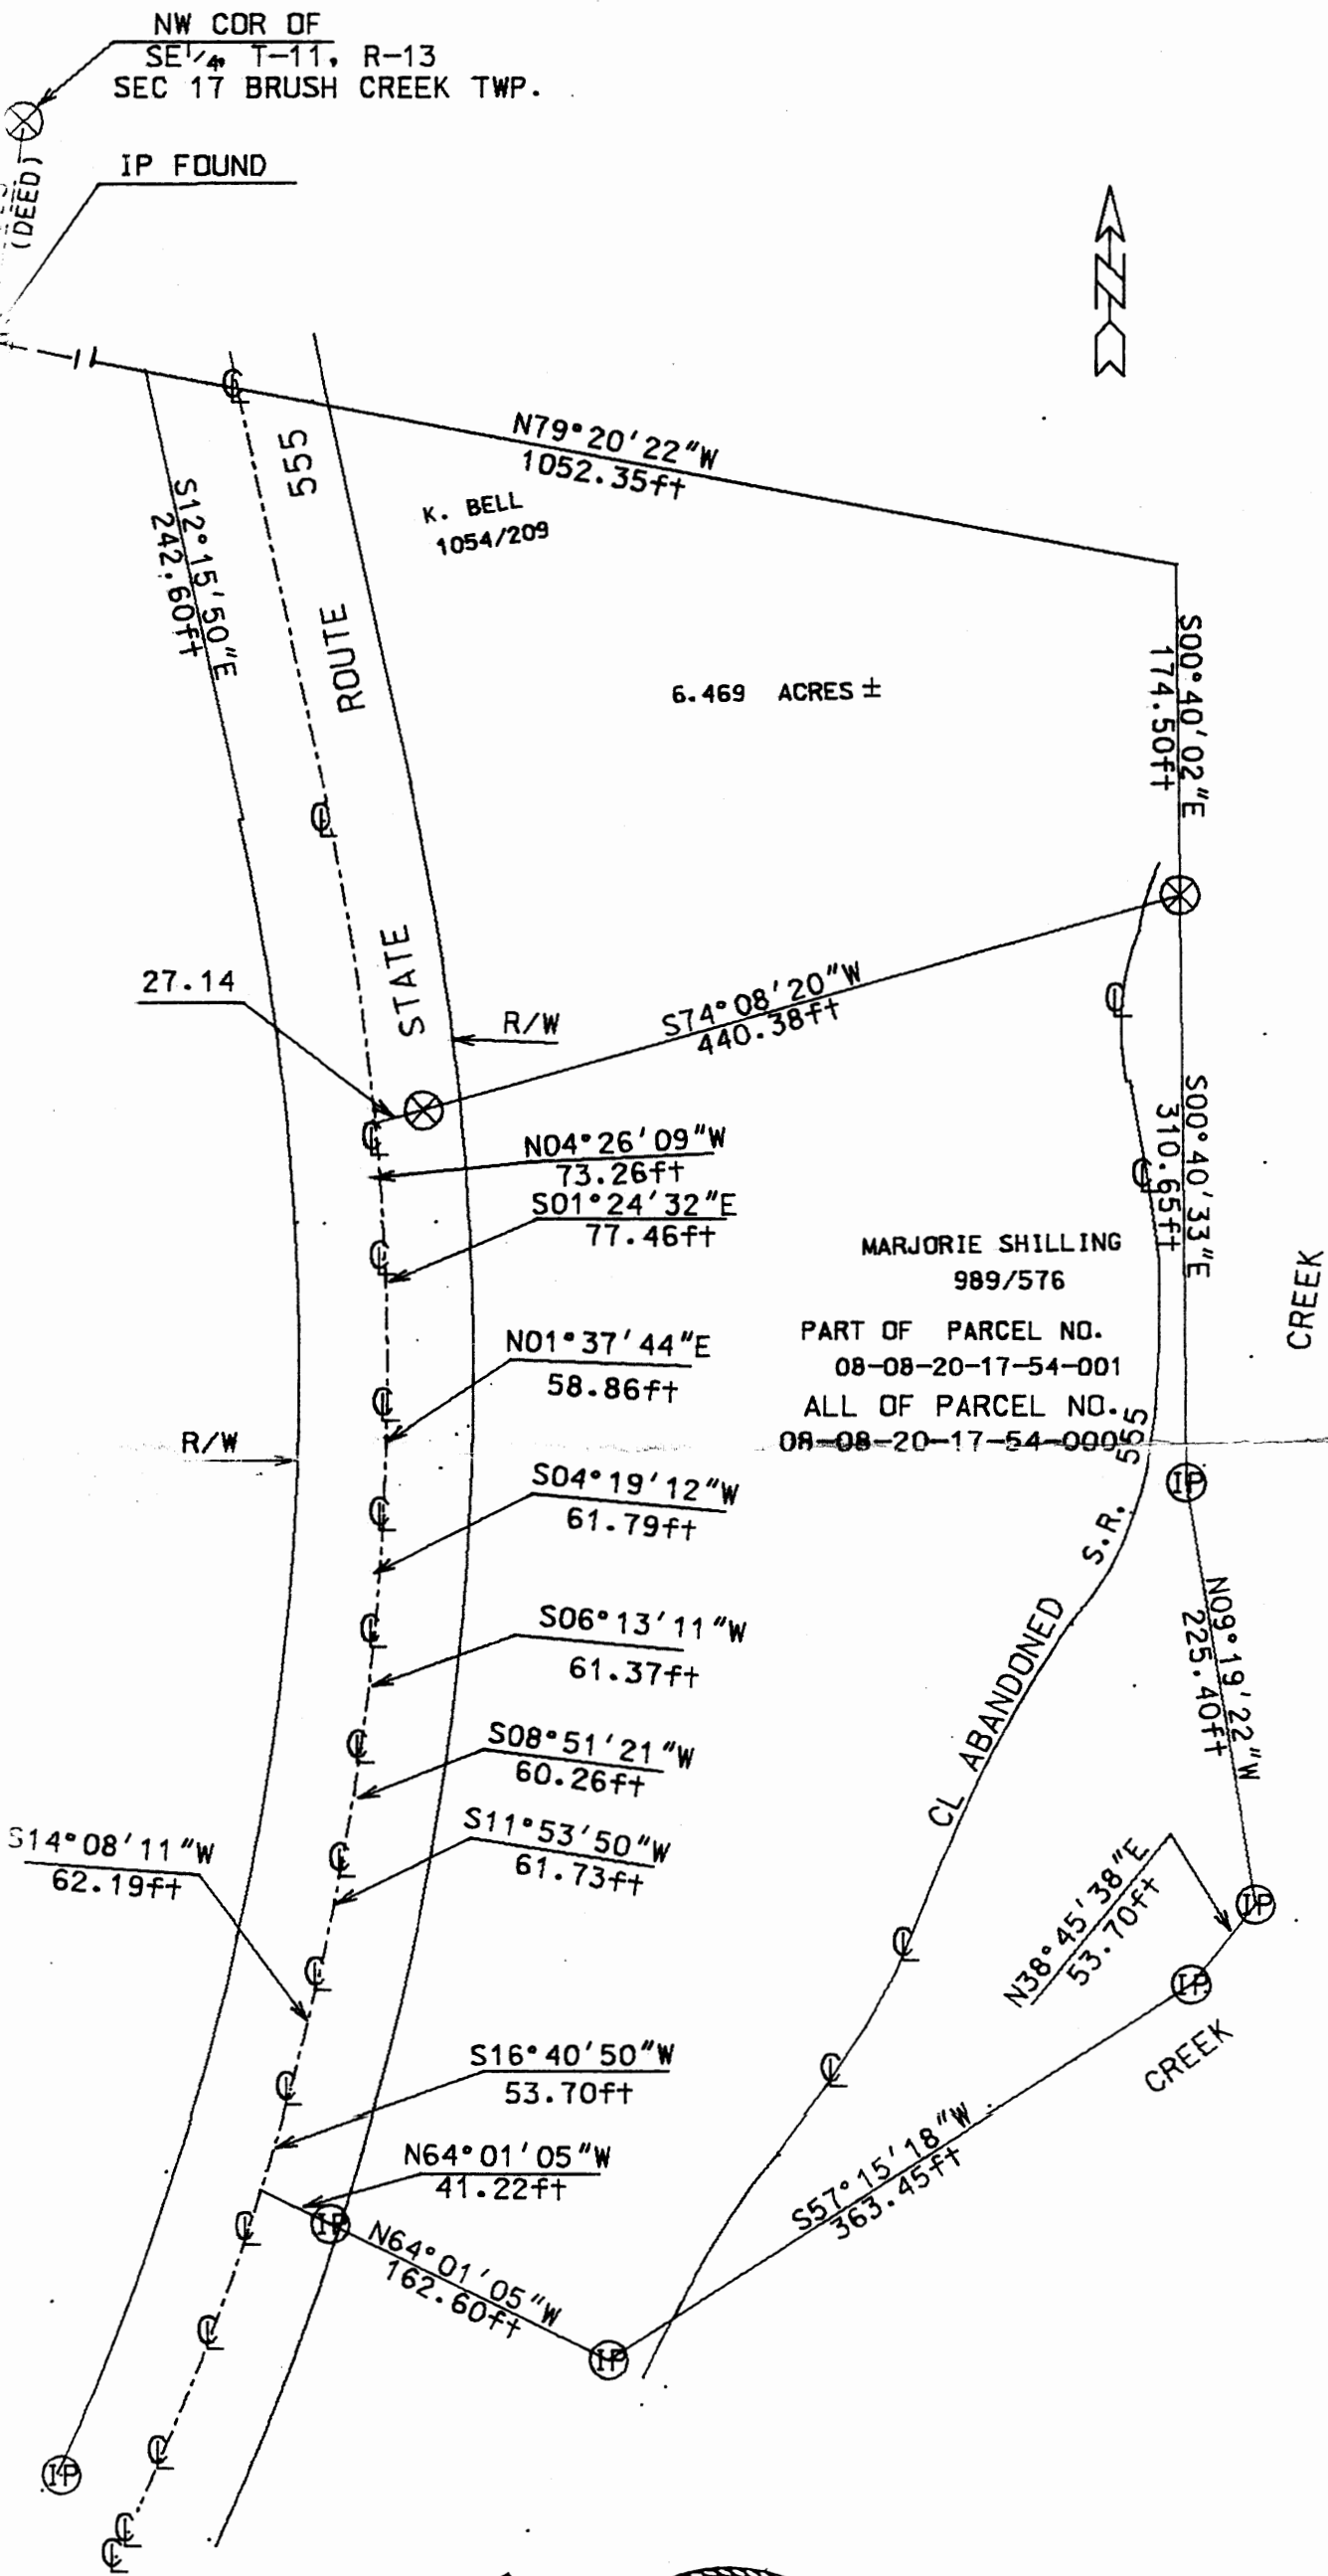 NW COR OF
SE 1/4, T-11, R-13
SEC 17 BRUSH CREEK TWP.
(DEED)
IP FOUND
N
N79°20'22"W
1052.35ft
K. BELL
1054/209
S12°15'50"E
242.60ft
STATE ROUTE 555
6.469 ACRES ±
S00°40'02"E
174.50ft
27.14
R/W
S74°08'20"W
440.38ft
N04°26'09"W
73.26ft
S01°24'32"E
77.46ft
S00°40'33"E
310.65ft
MARJORIE SHILLING
989/576
CREEK
PART OF PARCEL NO.
08-08-20-17-54-001
ALL OF PARCEL NO.
08-08-20-17-54-000
N01°37'44"E
58.86ft
R/W
S04°19'12"W
61.79ft
IP
CL ABANDONED S.R. 555
S06°13'11"W
61.37ft
N09°19'22"W
225.40ft
S08°51'21"W
60.26ft
S11°53'50"W
61.73ft
S14°08'11"W
62.19ft
N38°45'38"E
53.70ft
IP
IP
CREEK
S16°40'50"W
53.70ft
N64°01'05"W
41.22ft
S57°15'18"W
363.45ft
IP
N64°01'05"W
162.60ft
IP
IP